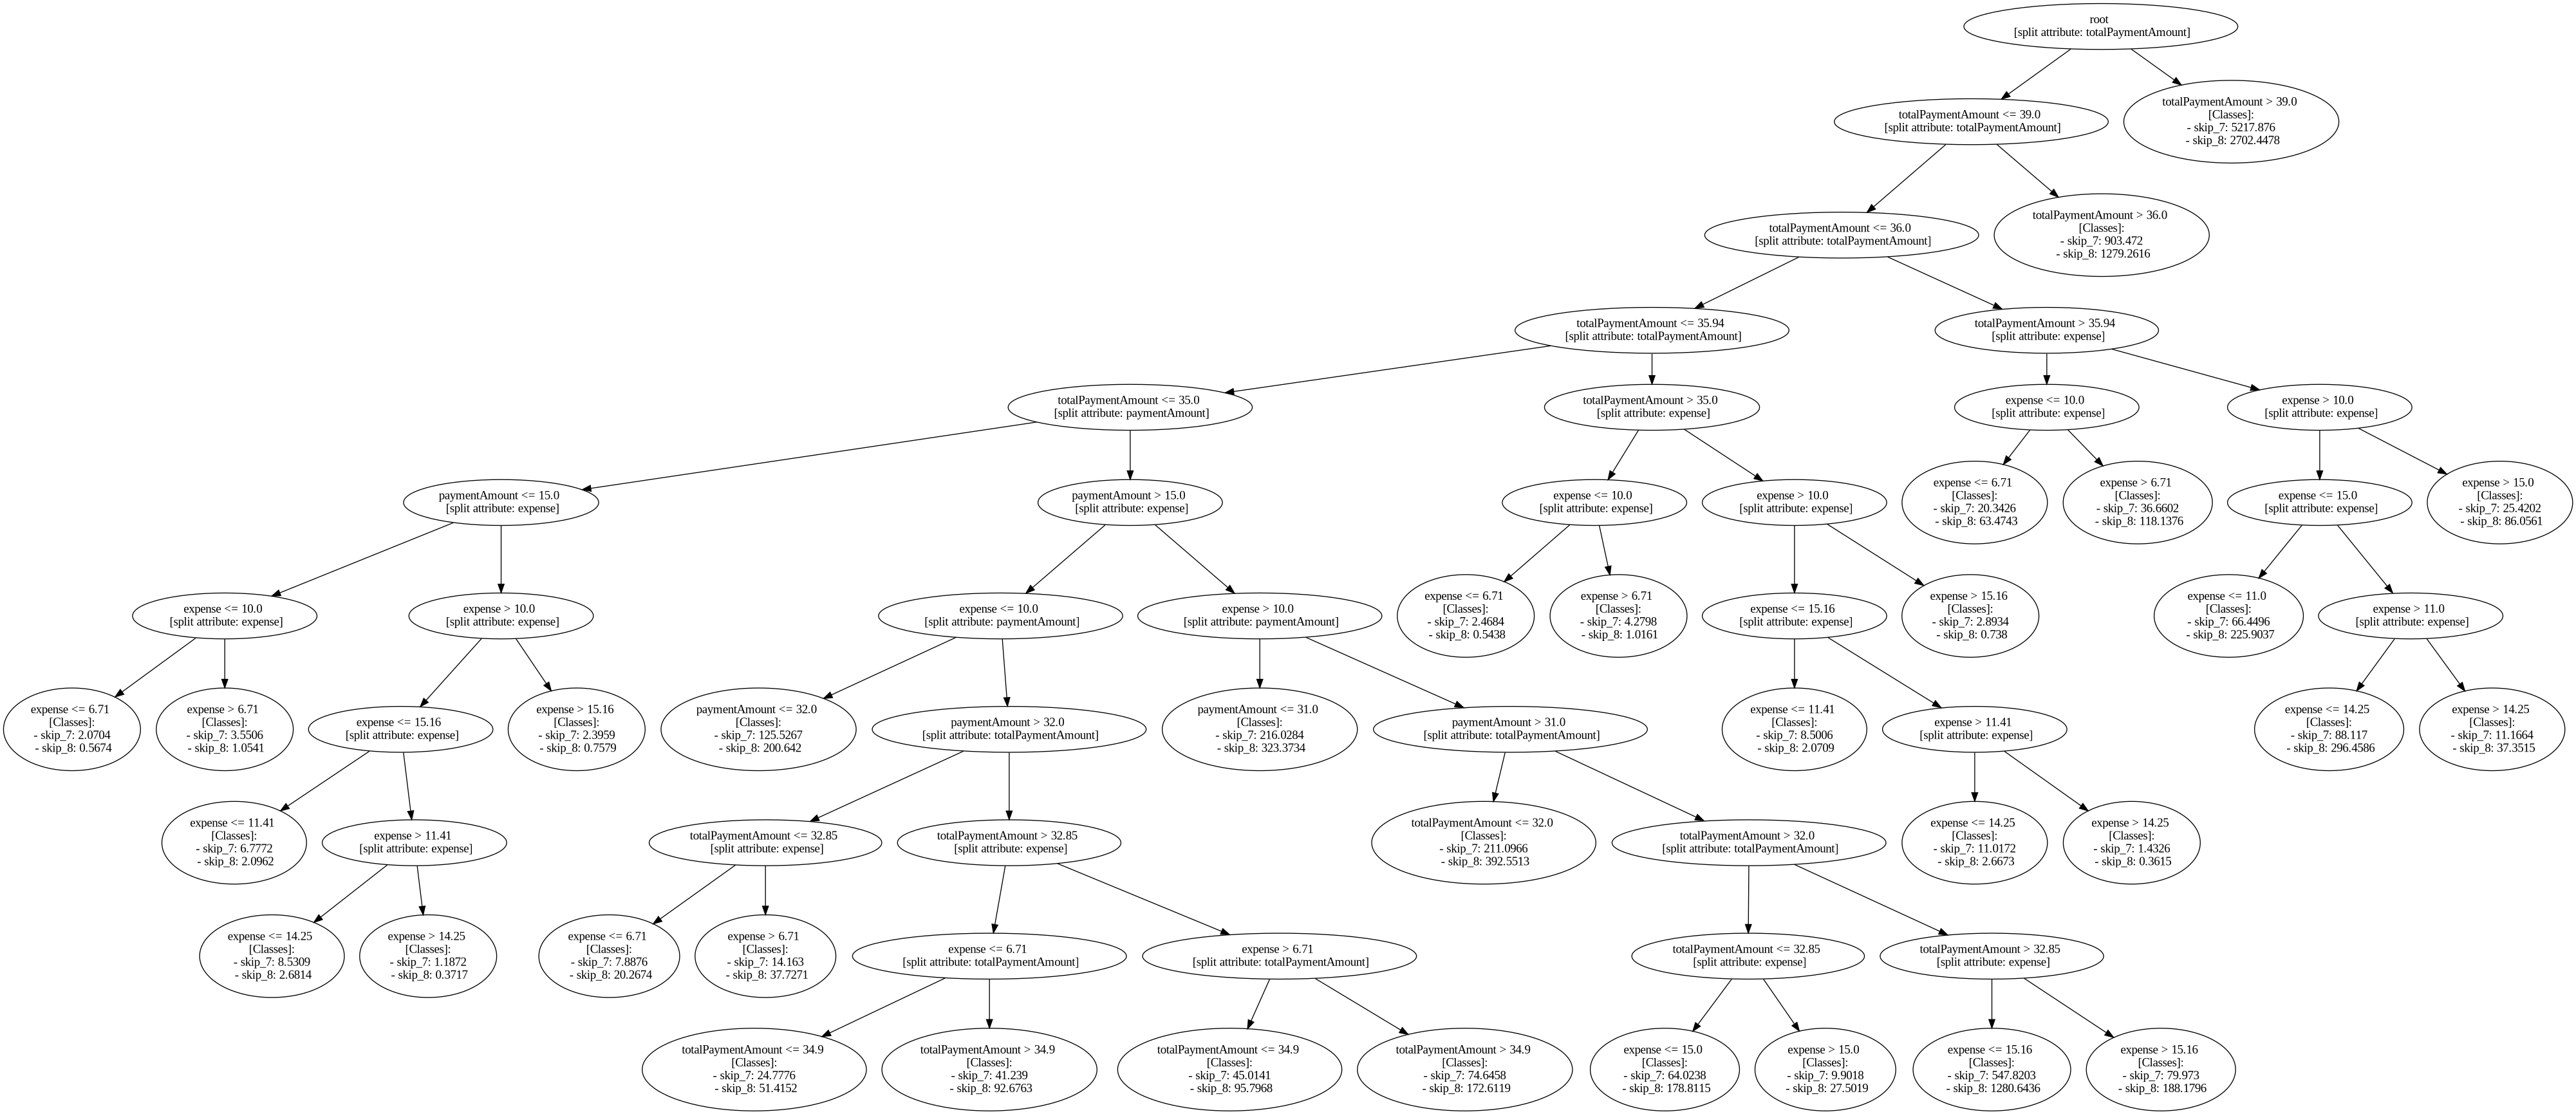 root
[split attribute: totalPaymentAmount]
totalPaymentAmount <= 39.0
[split attribute: totalPaymentAmount]
totalPaymentAmount > 39.0
[Classes]:
- skip_7: 5217.876
- skip_8: 2702.4478
totalPaymentAmount <= 36.0
[split attribute: totalPaymentAmount]
totalPaymentAmount > 36.0
[Classes]:
- skip_7: 903.472
- skip_8: 1279.2616
totalPaymentAmount <= 35.94
[split attribute: totalPaymentAmount]
totalPaymentAmount > 35.94
[split attribute: expense]
totalPaymentAmount <= 35.0
[split attribute: paymentAmount]
totalPaymentAmount > 35.0
[split attribute: expense]
expense <= 10.0
[split attribute: expense]
expense > 10.0
[split attribute: expense]
paymentAmount <= 15.0
[split attribute: expense]
paymentAmount > 15.0
[split attribute: expense]
expense <= 10.0
[split attribute: expense]
expense > 10.0
[split attribute: expense]
expense <= 6.71
[Classes]:
- skip_7: 20.3426
- skip_8: 63.4743
expense > 6.71
[Classes]:
- skip_7: 36.6602
- skip_8: 118.1376
expense <= 15.0
[split attribute: expense]
expense > 15.0
[Classes]:
- skip_7: 25.4202
- skip_8: 86.0561
expense <= 10.0
[split attribute: expense]
expense > 10.0
[split attribute: expense]
expense <= 10.0
[split attribute: paymentAmount]
expense > 10.0
[split attribute: paymentAmount]
expense <= 6.71
[Classes]:
- skip_7: 2.4684
- skip_8: 0.5438
expense > 6.71
[Classes]:
- skip_7: 4.2798
- skip_8: 1.0161
expense <= 15.16
[split attribute: expense]
expense > 15.16
[Classes]:
- skip_7: 2.8934
- skip_8: 0.738
expense <= 11.0
[Classes]:
- skip_7: 66.4496
- skip_8: 225.9037
expense > 11.0
[split attribute: expense]
expense <= 6.71
[Classes]:
- skip_7: 2.0704
- skip_8: 0.5674
expense > 6.71
[Classes]:
- skip_7: 3.5506
- skip_8: 1.0541
expense <= 15.16
[split attribute: expense]
expense > 15.16
[Classes]:
- skip_7: 2.3959
- skip_8: 0.7579
paymentAmount <= 32.0
[Classes]:
- skip_7: 125.5267
- skip_8: 200.642
paymentAmount > 32.0
[split attribute: totalPaymentAmount]
paymentAmount <= 31.0
[Classes]:
- skip_7: 216.0284
- skip_8: 323.3734
paymentAmount > 31.0
[split attribute: totalPaymentAmount]
expense <= 11.41
[Classes]:
- skip_7: 8.5006
- skip_8: 2.0709
expense > 11.41
[split attribute: expense]
expense <= 14.25
[Classes]:
- skip_7: 88.117
- skip_8: 296.4586
expense > 14.25
[Classes]:
- skip_7: 11.1664
- skip_8: 37.3515
expense <= 11.41
[Classes]:
- skip_7: 6.7772
- skip_8: 2.0962
expense > 11.41
[split attribute: expense]
totalPaymentAmount <= 32.85
[split attribute: expense]
totalPaymentAmount > 32.85
[split attribute: expense]
totalPaymentAmount <= 32.0
[Classes]:
- skip_7: 211.0966
- skip_8: 392.5513
totalPaymentAmount > 32.0
[split attribute: totalPaymentAmount]
expense <= 14.25
[Classes]:
- skip_7: 11.0172
- skip_8: 2.6673
expense > 14.25
[Classes]:
- skip_7: 1.4326
- skip_8: 0.3615
expense <= 14.25
[Classes]:
- skip_7: 8.5309
- skip_8: 2.6814
expense > 14.25
[Classes]:
- skip_7: 1.1872
- skip_8: 0.3717
expense <= 6.71
[Classes]:
- skip_7: 7.8876
- skip_8: 20.2674
expense > 6.71
[Classes]:
- skip_7: 14.163
- skip_8: 37.7271
expense <= 6.71
[split attribute: totalPaymentAmount]
expense > 6.71
[split attribute: totalPaymentAmount]
totalPaymentAmount <= 32.85
[split attribute: expense]
totalPaymentAmount > 32.85
[split attribute: expense]
totalPaymentAmount <= 34.9
[Classes]:
- skip_7: 24.7776
- skip_8: 51.4152
totalPaymentAmount > 34.9
[Classes]:
- skip_7: 41.239
- skip_8: 92.6763
totalPaymentAmount <= 34.9
[Classes]:
- skip_7: 45.0141
- skip_8: 95.7968
totalPaymentAmount > 34.9
[Classes]:
- skip_7: 74.6458
- skip_8: 172.6119
expense <= 15.0
[Classes]:
- skip_7: 64.0238
- skip_8: 178.8115
expense > 15.0
[Classes]:
- skip_7: 9.9018
- skip_8: 27.5019
expense <= 15.16
[Classes]:
- skip_7: 547.8203
- skip_8: 1280.6436
expense > 15.16
[Classes]:
- skip_7: 79.973
- skip_8: 188.1796